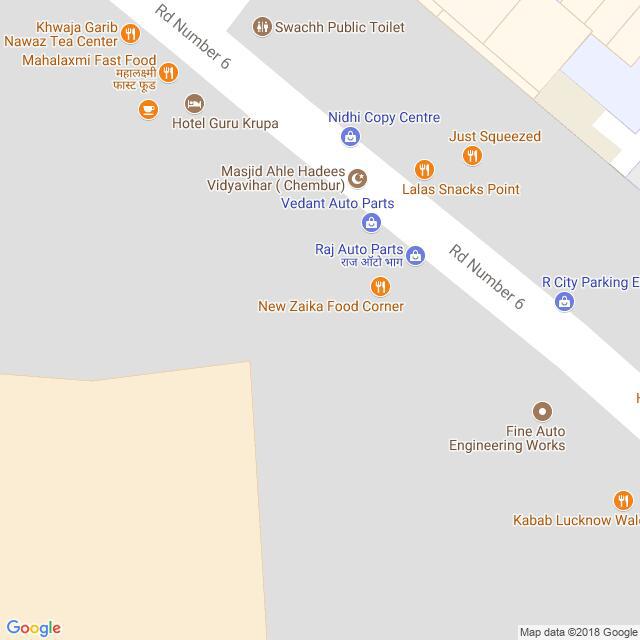 Khwaja Garib
Nawaz Tea Center
Rd Number 6
Swachh Public Toilet
Mahalaxmi Fast Food
महालक्ष्मी
फास्ट फूड
Hotel Guru Krupa
Nidhi Copy Centre
Just Squeezed
Masjid Ahle Hadees
Vidyavihar ( Chembur)
Lalas Snacks Point
Vedant Auto Parts
Raj Auto Parts
राज ऑटो भाग
Rd Number 6
R City Parking E
New Zaika Food Corner
H
Fine Auto
Engineering Works
Kabab Lucknow Wale
Google
Map data ©2018 Google